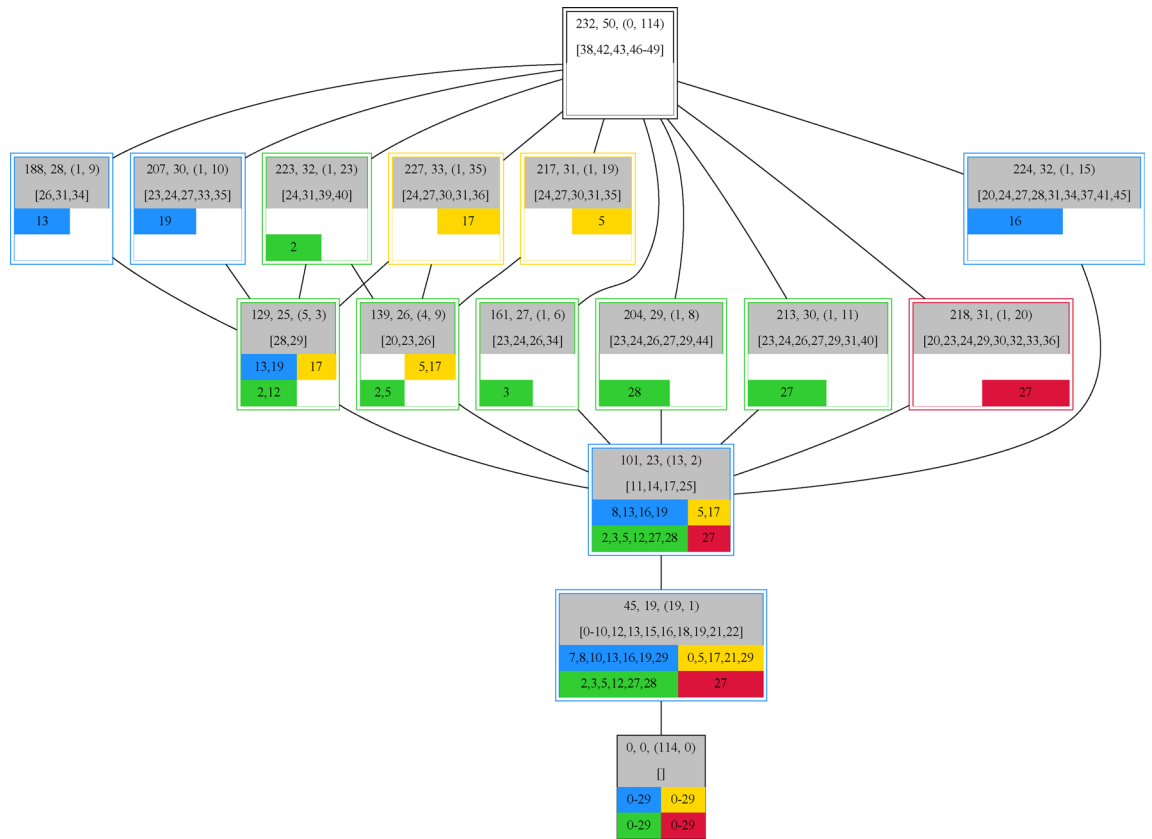 232, 50, (0, 114)
[38,42,43,46-49]
188, 28, (1, 9)
[26,31,34]
13
207, 30, (1, 10)
[23,24,27,33,35]
19
223, 32, (1, 23)
[24,31,39,40]
2
227, 33, (1, 35)
[24,27,30,31,36]
17
217, 31, (1, 19)
[24,27,30,31,35]
5
224, 32, (1, 15)
[20,24,27,28,31,34,37,41,45]
16
129, 25, (5, 3)
[28,29]
13,19 17
2,12
139, 26, (4, 9)
[20,23,26]
5,17
2,5
161, 27, (1, 6)
[23,24,26,34]
3
204, 29, (1, 8)
[23,24,26,27,29,44]
28
213, 30, (1, 11)
[23,24,26,27,29,31,40]
27
218, 31, (1, 20)
[20,23,24,29,30,32,33,36]
27
101, 23, (13, 2)
[11,14,17,25]
8,13,16,19 5,17
2,3,5,12,27,28 27
45, 19, (19, 1)
[0-10,12,13,15,16,18,19,21,22]
7,8,10,13,16,19,29 0,5,17,21,29
2,3,5,12,27,28 27
0, 0, (114, 0)
[]
0-29 0-29
0-29 0-29